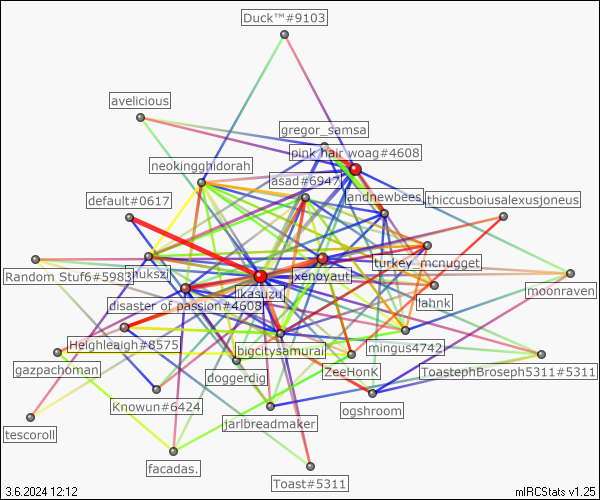 Duck™#9103
avelicious
gregor_samsa
pink hair woag#4608
neokingghidorah
asad#6947
default#0617
andnewbees
thiccusboiusalexusjoneus
turkey_mcnugget
Random Stuf6#5983
nukszi
xenoyaut
ikasuzu
moonraven
disaster of passion#4608
lahnk
Heighleaigh#8575
bigcitysamurai
mingus4742
gazpachoman
doggerdig
ZeeHonK
ToastephBroseph5311#5311
Knowun#6424
ogshroom
tescoroll
jarlbreadmaker
facadas.
Toast#5311
3.6.2024 12:12
mIRCStats v1.25